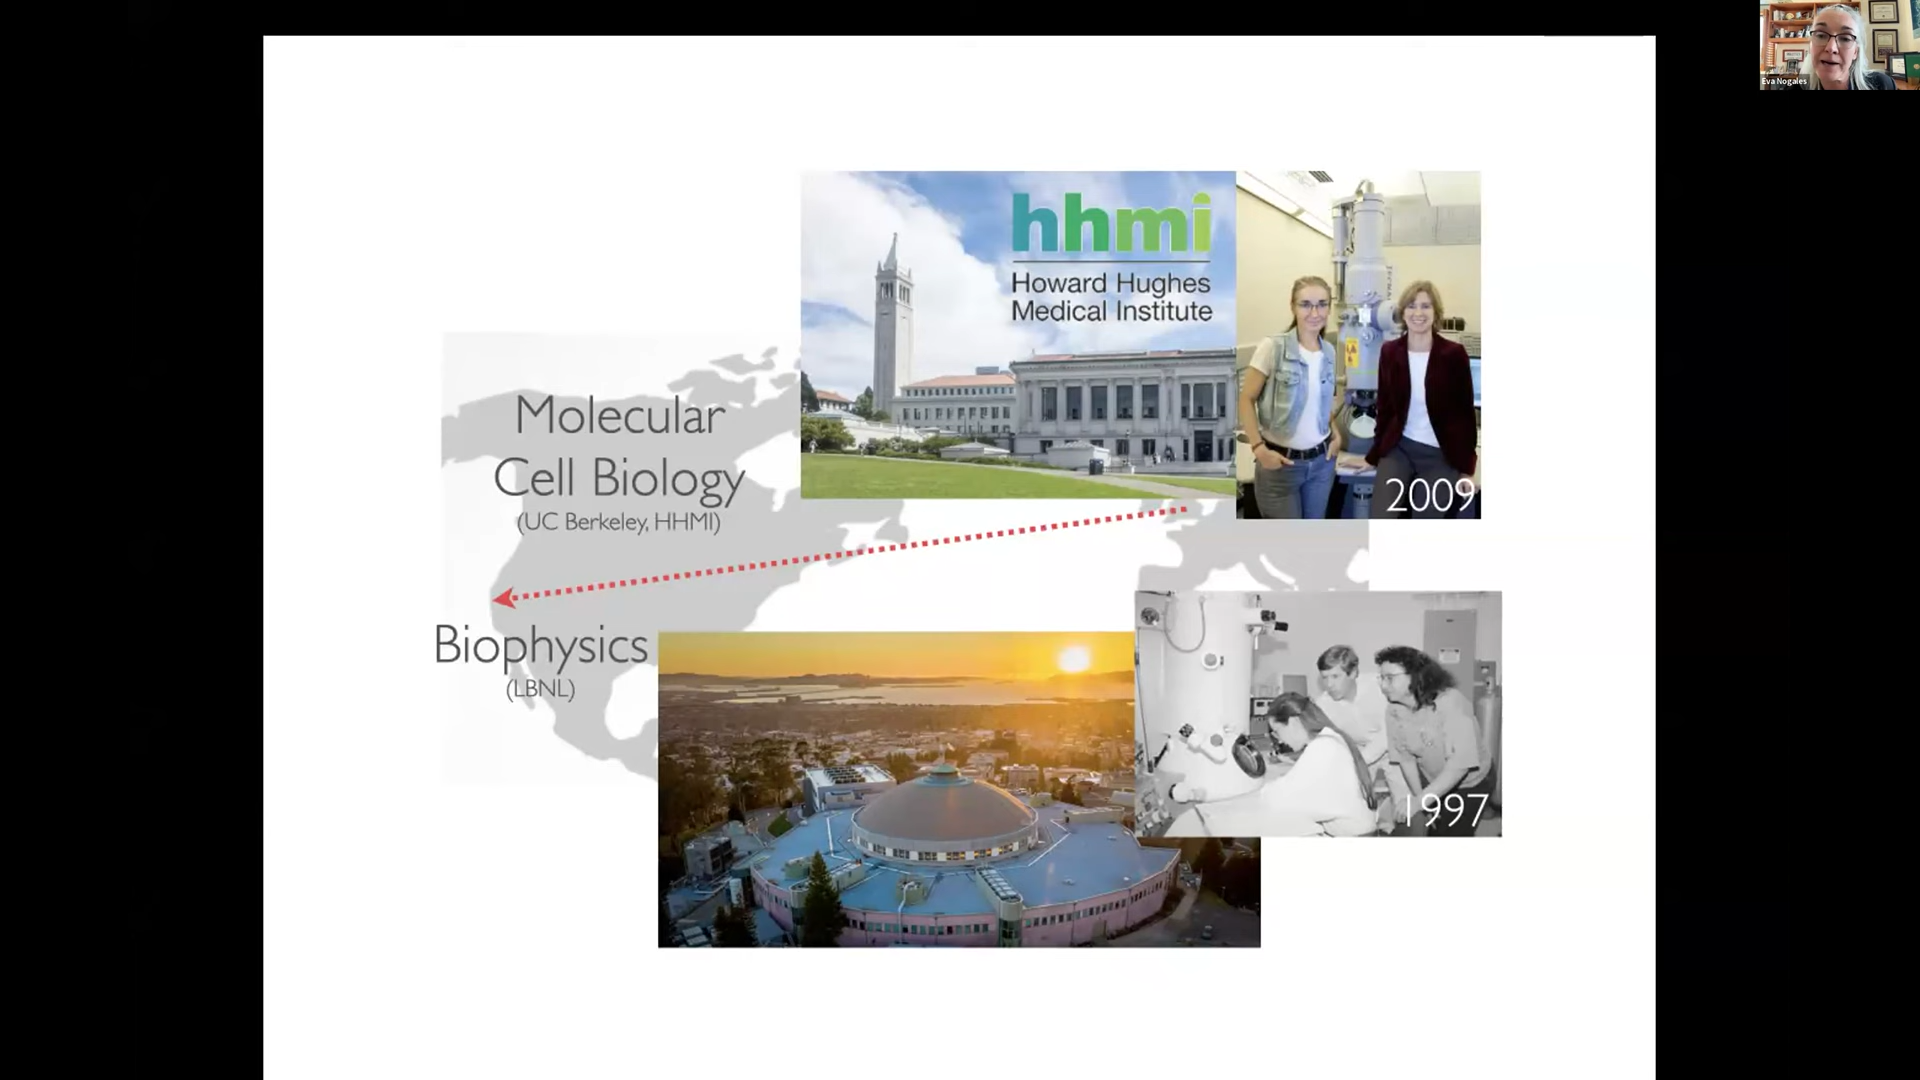 Eva Nogales
hhmi
Howard Hughes
Medical Institute
2009
Molecular
Cell Biology
(UC Berkeley, HHMI)
Biophysics
(LBNL)
1997